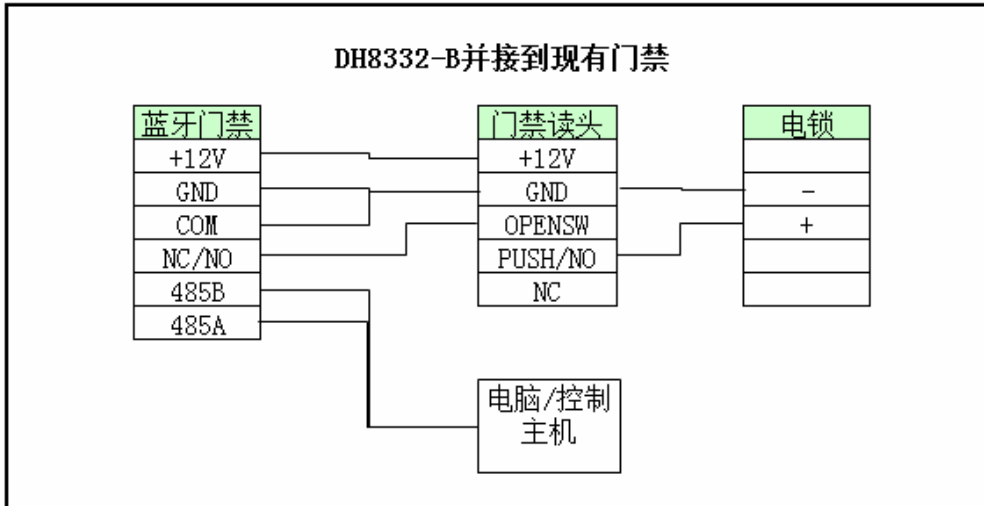 DH8332-B并接到现有门禁
蓝牙门禁
+12V
GND
COM
NC/NO
485B
485A
门禁读头
+12V
GND
OPENSW
PUSH/NO
NC
电锁
-
+
电脑/控制
主机